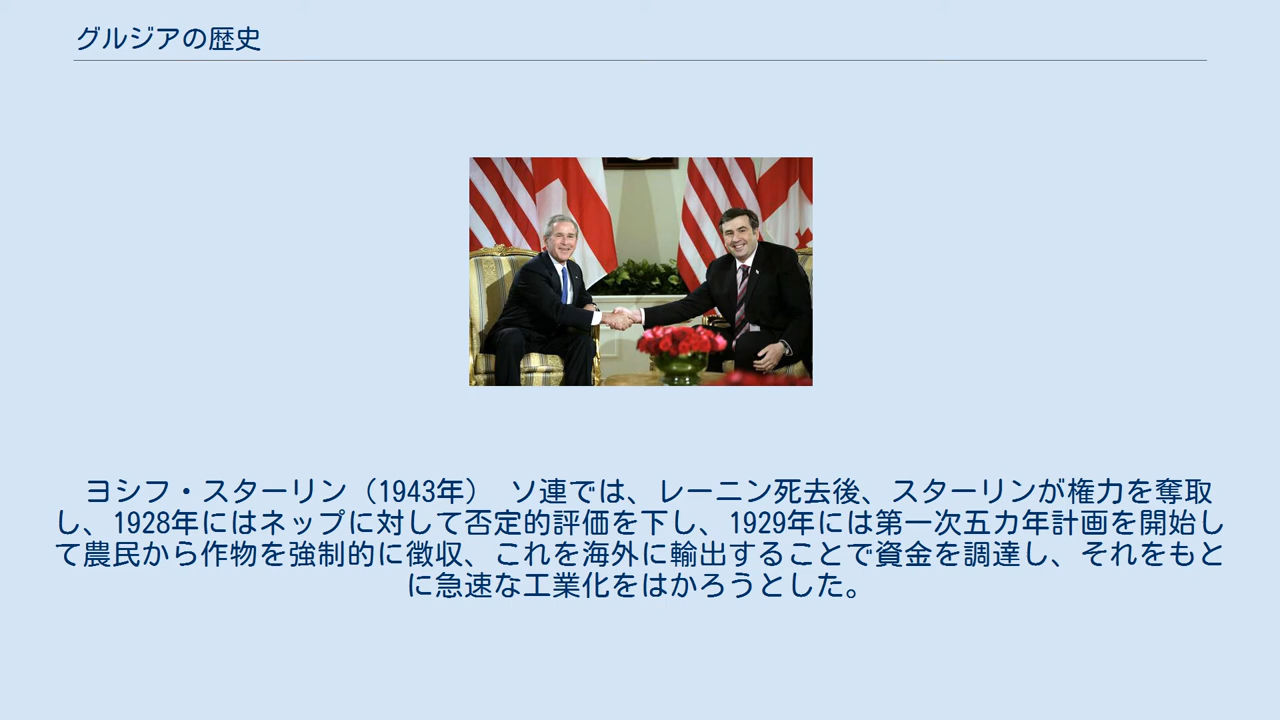 グルジアの歴史
ヨシフ・スターリン（1943年）　ソ連では、レーニン死去後、スターリンが権力を奪取
し、1928年にはネップに対して否定的評価を下し、1929年には第一次五カ年計画を開始し
て農民から作物を強制的に徴収、これを海外に輸出することで資金を調達し、それをもと
に急速な工業化をはかろうとした。